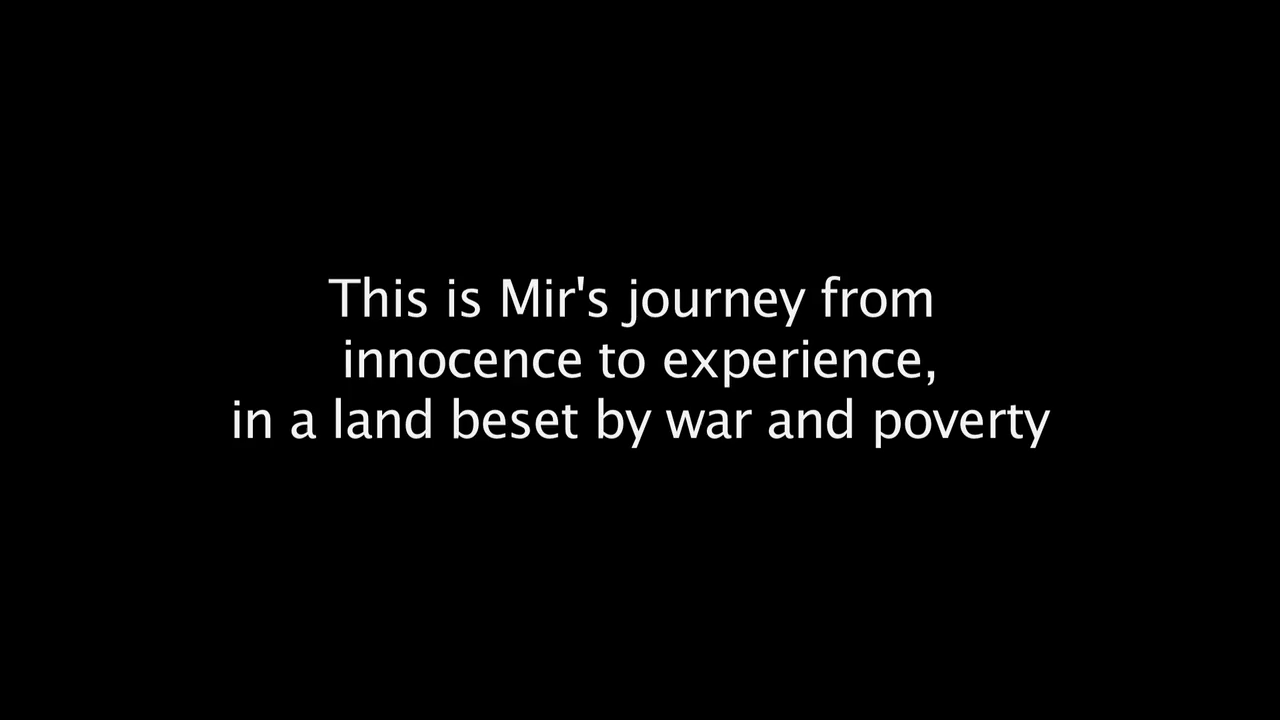 This is Mir's journey from
innocence to experience,
in a land beset by war and poverty